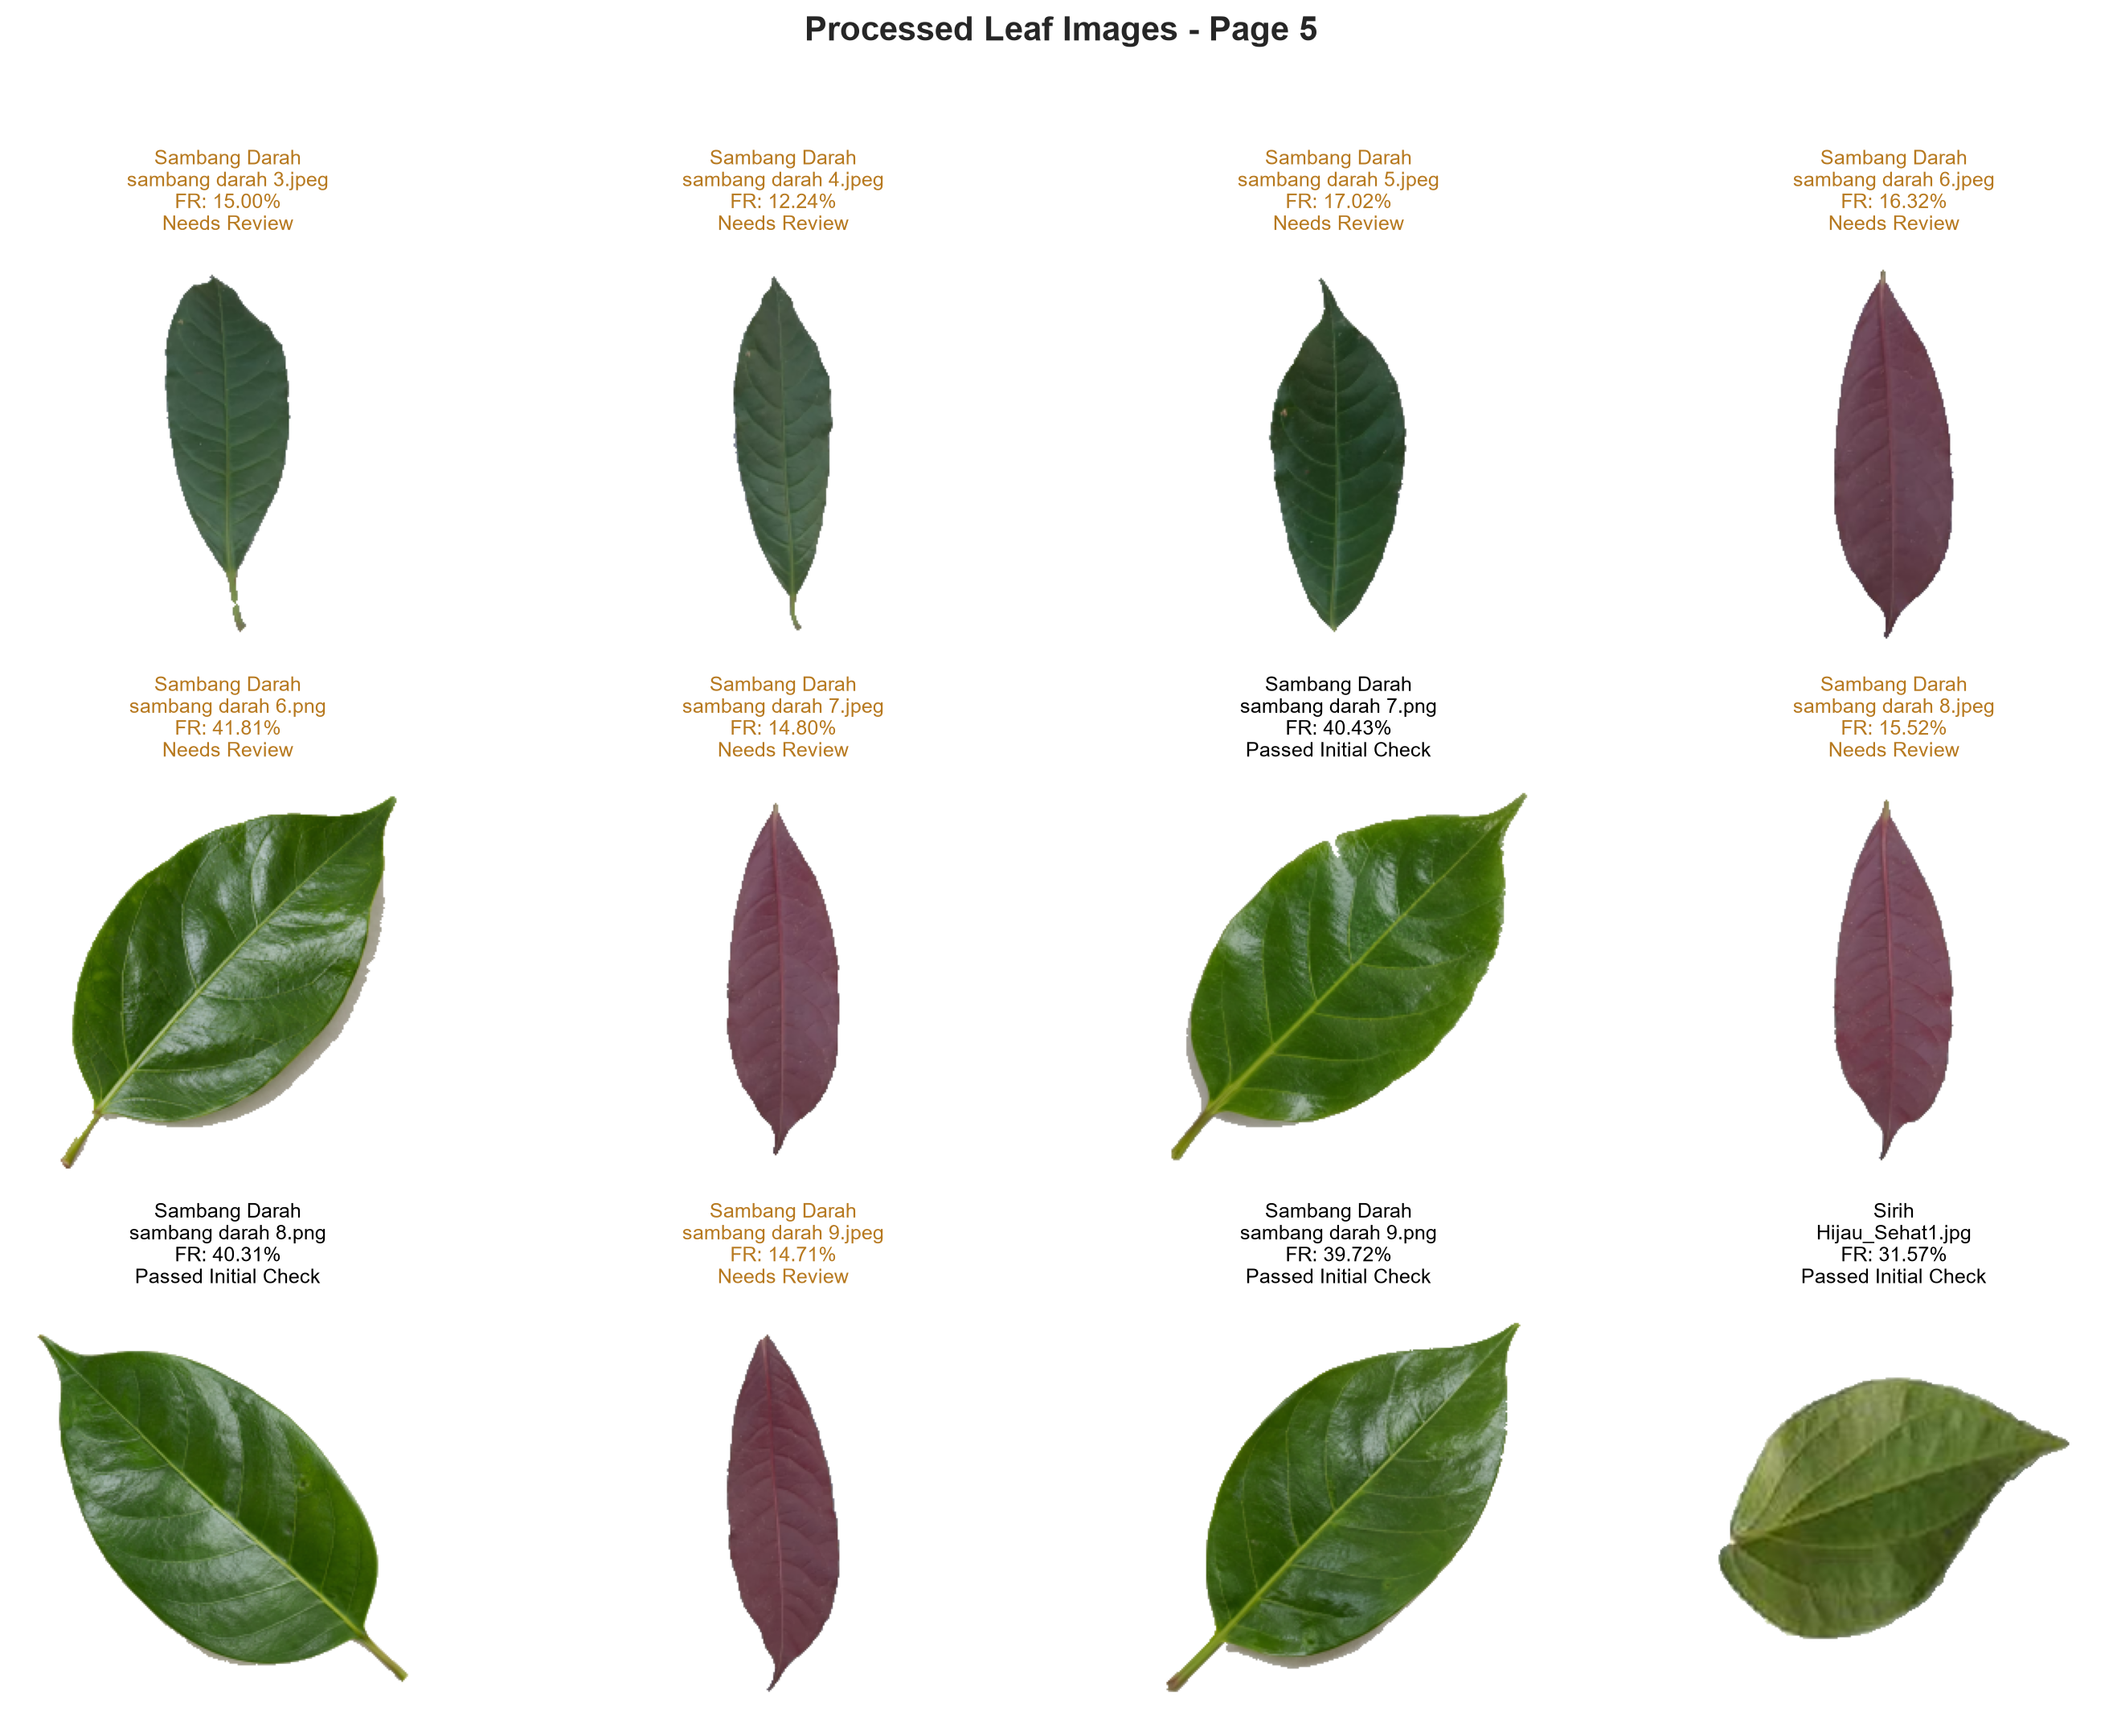 Processed Leaf Images - Page 5
Sambang Darah
sambang darah 3.jpeg
FR: 15.00%
Needs Review
Sambang Darah
sambang darah 4.jpeg
FR: 12.24%
Needs Review
Sambang Darah
sambang darah 5.jpeg
FR: 17.02%
Needs Review
Sambang Darah
sambang darah 6.jpeg
FR: 16.32%
Needs Review
Sambang Darah
sambang darah 6.png
FR: 41.81%
Needs Review
Sambang Darah
sambang darah 7.jpeg
FR: 14.80%
Needs Review
Sambang Darah
sambang darah 7.png
FR: 40.43%
Passed Initial Check
Sambang Darah
sambang darah 8.jpeg
FR: 15.52%
Needs Review
Sambang Darah
sambang darah 8.png
FR: 40.31%
Passed Initial Check
Sambang Darah
sambang darah 9.jpeg
FR: 14.71%
Needs Review
Sambang Darah
sambang darah 9.png
FR: 39.72%
Passed Initial Check
Sirih
Hijau_Sehat1.jpg
FR: 31.57%
Passed Initial Check